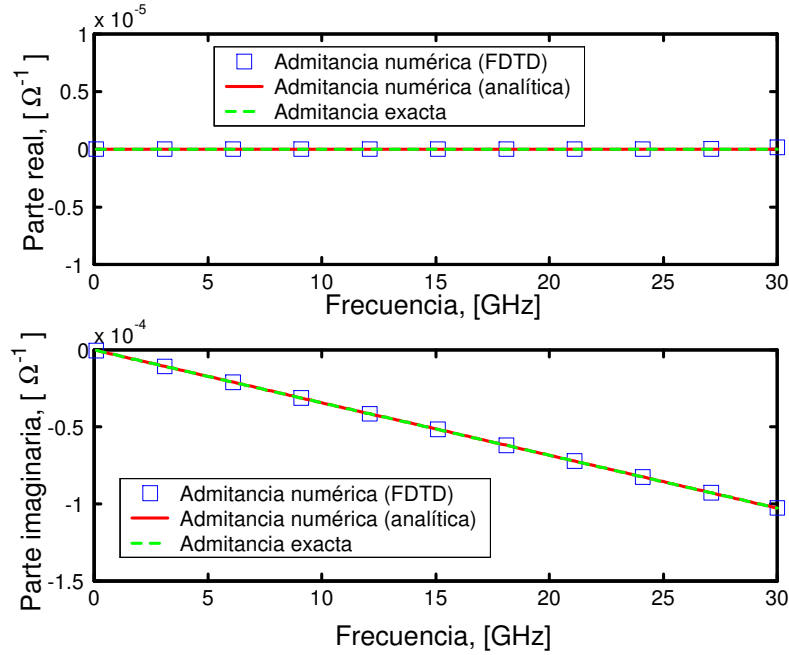 x 10^-5
1
0.5
0
-0.5
-1
Parte real, [ Ω^-1 ]
Admitancia numérica (FDTD)
Admitancia numérica (analítica)
Admitancia exacta
0 5 10 15 20 25 30
Frecuencia, [GHz]
x 10^-4
0
-0.5
-1
-1.5
Parte imaginaria, [ Ω^-1 ]
Admitancia numérica (FDTD)
Admitancia numérica (analítica)
Admitancia exacta
0 5 10 15 20 25 30
Frecuencia, [GHz]